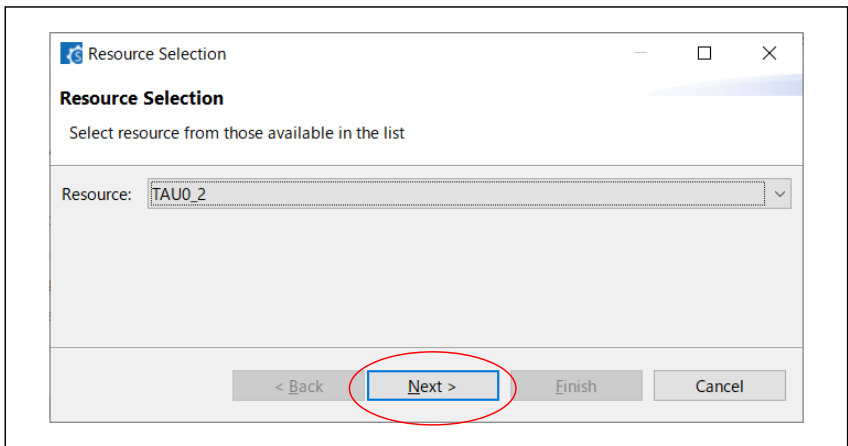 Resource Selection
Resource Selection
Select resource from those available in the list
Resource: TAU0_2
< Back Next > Finish Cancel